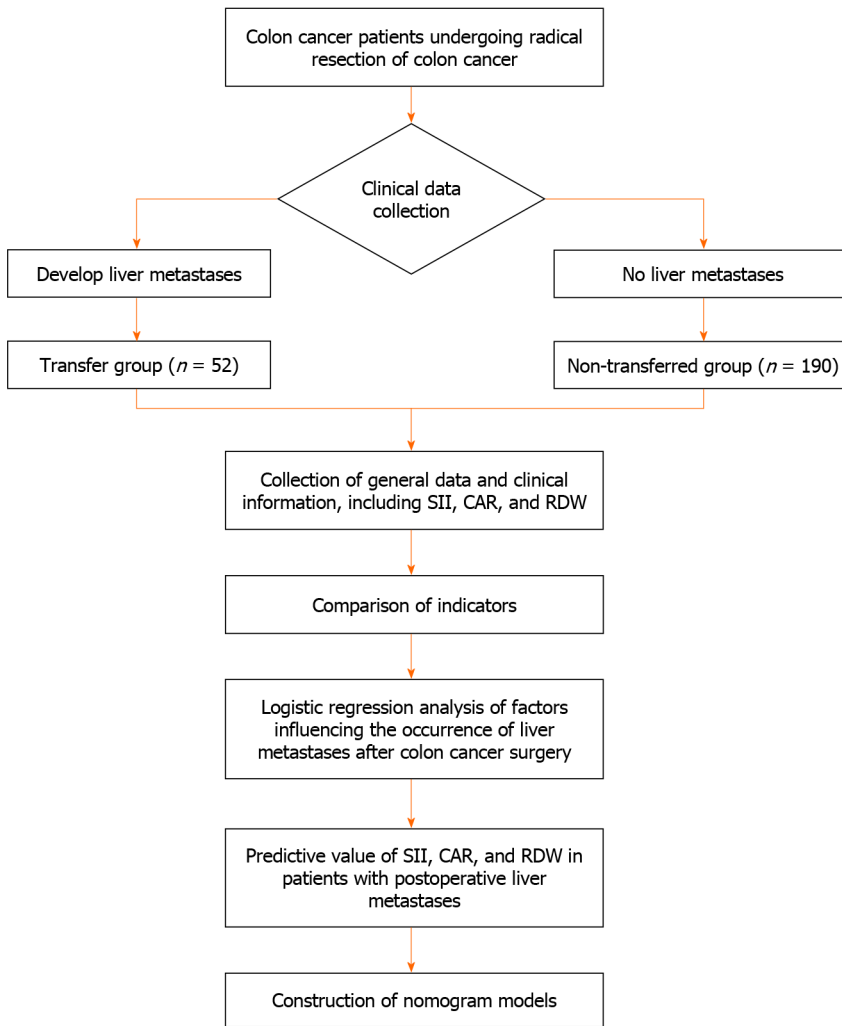 Colon cancer patients undergoing radical
resection of colon cancer
Clinical data
collection
Develop liver metastases
No liver metastases
Transfer group (n = 52)
Non-transferred group (n = 190)
Collection of general data and clinical
information, including SII, CAR, and RDW
Comparison of indicators
Logistic regression analysis of factors
influencing the occurrence of liver
metastases after colon cancer surgery
Predictive value of SII, CAR, and RDW in
patients with postoperative liver
metastases
Construction of nomogram models